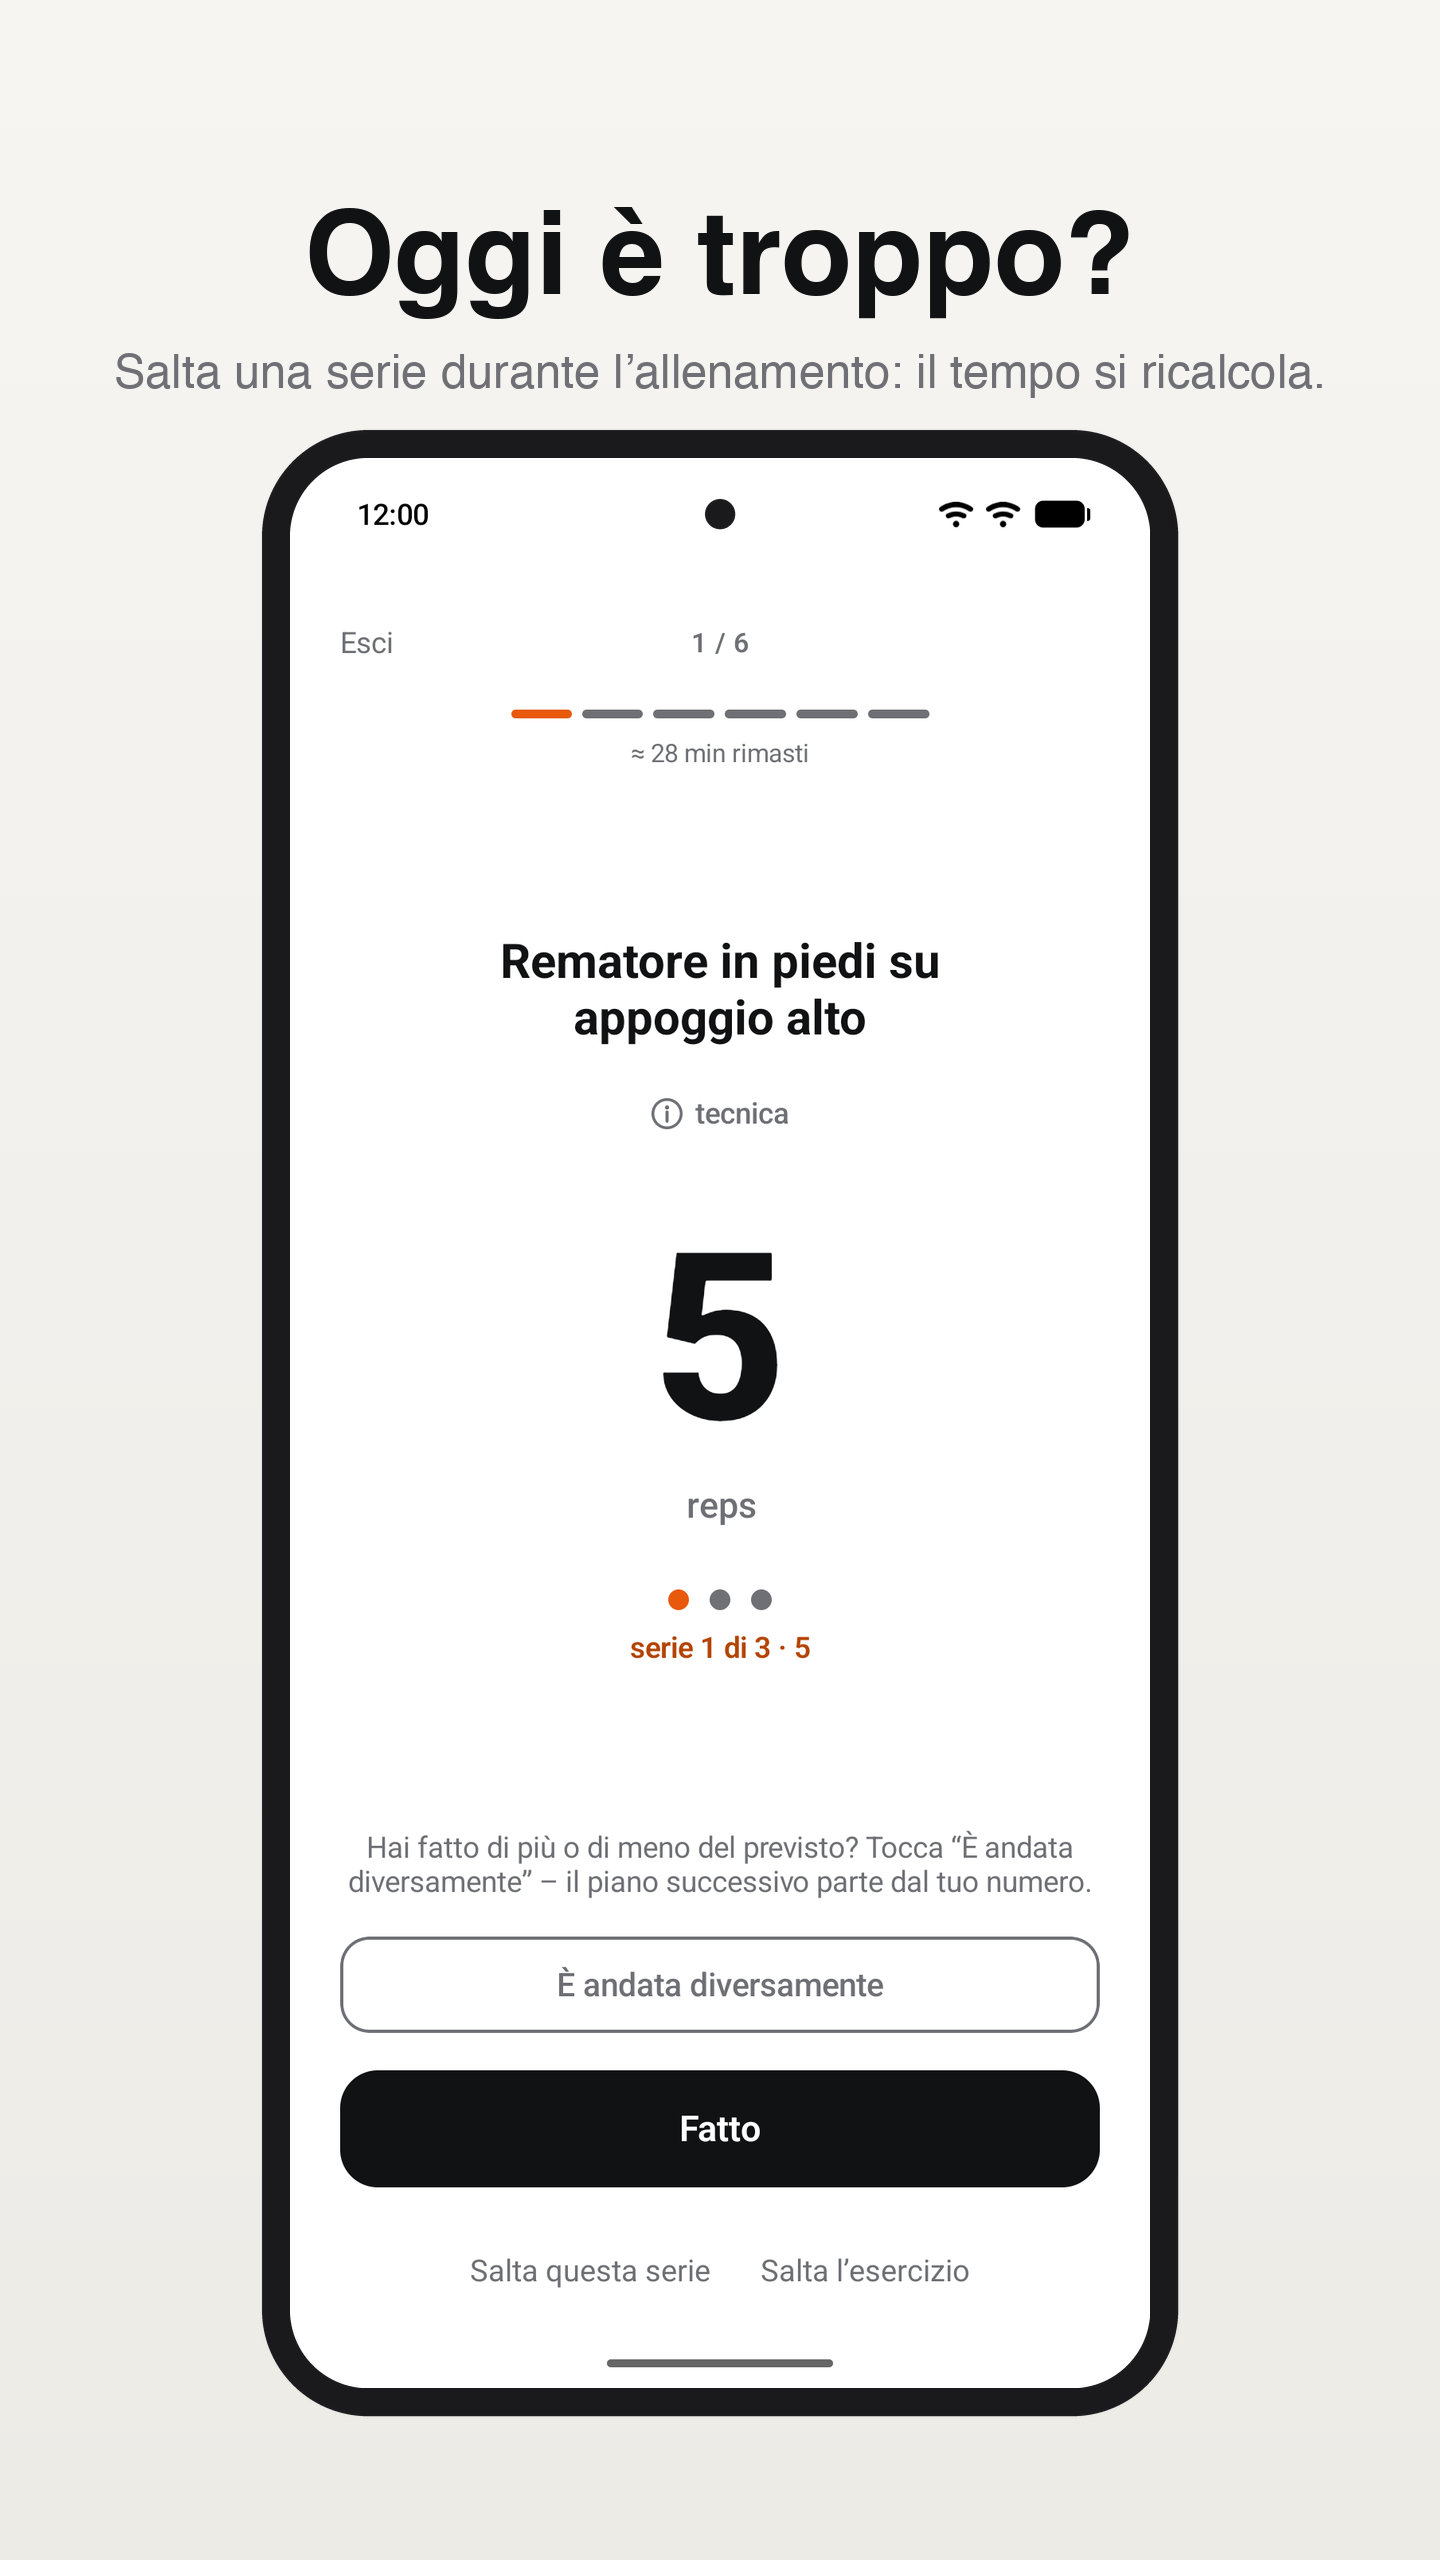 Oggi è troppo?
Salta una serie durante l’allenamento: il tempo si ricalcola.
12:00
Esci
1 / 6
≈ 28 min rimasti
Rematore in piedi su
appoggio alto
tecnica
5
reps
serie 1 di 3 · 5
Hai fatto di più o di meno del previsto? Tocca “È andata
diversamente” – il piano successivo parte dal tuo numero.
È andata diversamente
Fatto
Salta questa serie
Salta l’esercizio